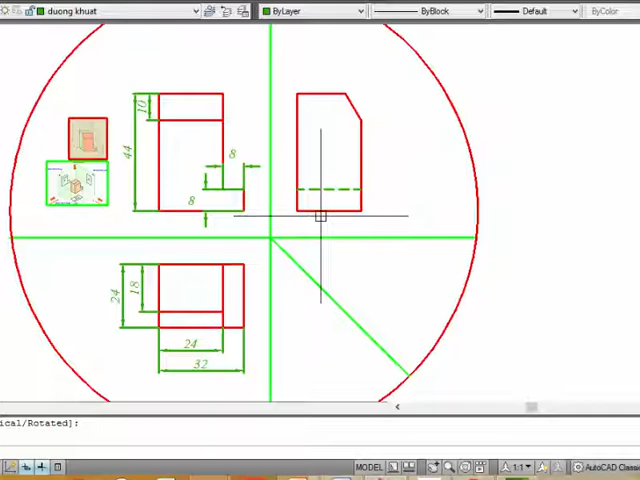 duong khuat
ByLayer
ByBlock
Default
ByColor
10
44
8
8
24
18
24
32
ical/Rotated]:
MODEL
1:1
AutoCAD Classi